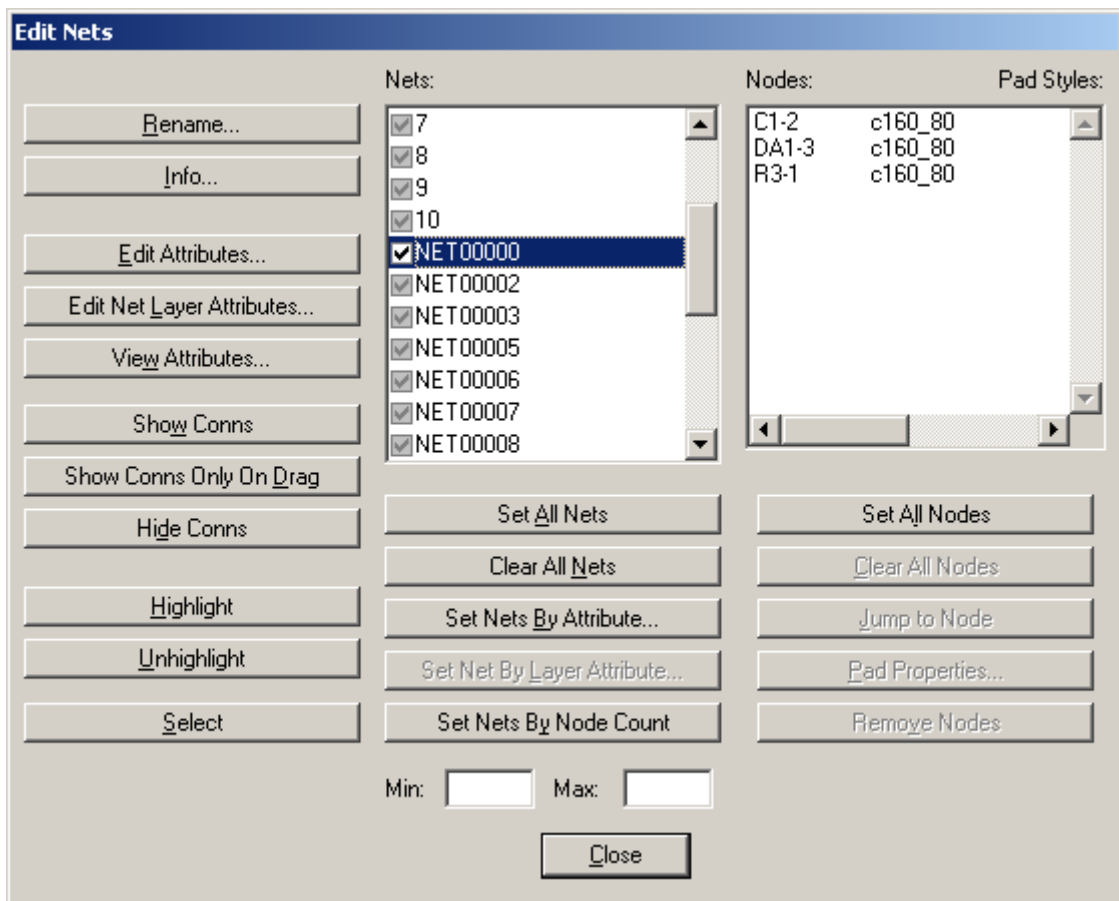 Edit Nets
Nets:
Nodes: Pad Styles:
Rename...
Info...
Edit Attributes...
Edit Net Layer Attributes...
View Attributes...
Show Conns
Show Conns Only On Drag
Hide Conns
Highlight
Unhighlight
Select
7
8
9
10
NET00000
NET00002
NET00003
NET00005
NET00006
NET00007
NET00008
C1-2 c160_80
DA1-3 c160_80
R3-1 c160_80
Set All Nets
Clear All Nets
Set Nets By Attribute...
Set Net By Layer Attribute...
Set Nets By Node Count
Set All Nodes
Clear All Nodes
Jump to Node
Pad Properties...
Remove Nodes
Min: Max:
Close